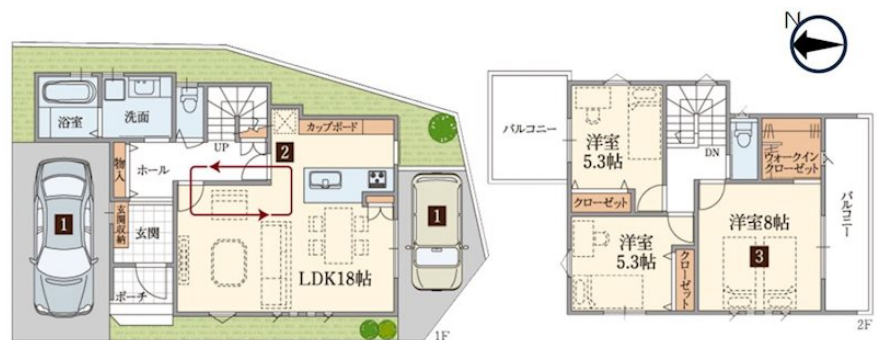 N
浴室
洗面
UP
カップボード
2
ホール
物入
1
玄関収納
玄関
ポーチ
LDK18帖
1
1F
バルコニー
洋室
5.3帖
DN
ウォークイン
クローゼット
クローゼット
洋室
5.3帖
クローゼット
洋室8帖
3
バルコニー
2F